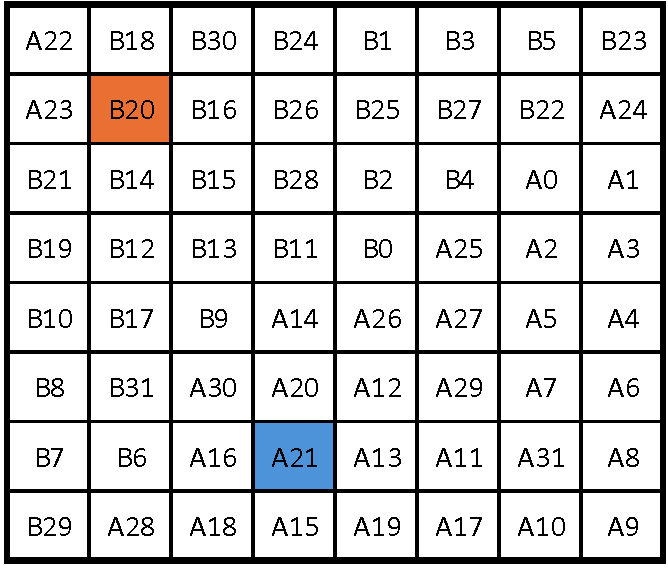 A22 B18 B30 B24 B1 B3 B5 B23
A23 B20 B16 B26 B25 B27 B22 A24
B21 B14 B15 B28 B2 B4 A0 A1
B19 B12 B13 B11 B0 A25 A2 A3
B10 B17 B9 A14 A26 A27 A5 A4
B8 B31 A30 A20 A12 A29 A7 A6
B7 B6 A16 A21 A13 A11 A31 A8
B29 A28 A18 A15 A19 A17 A10 A9